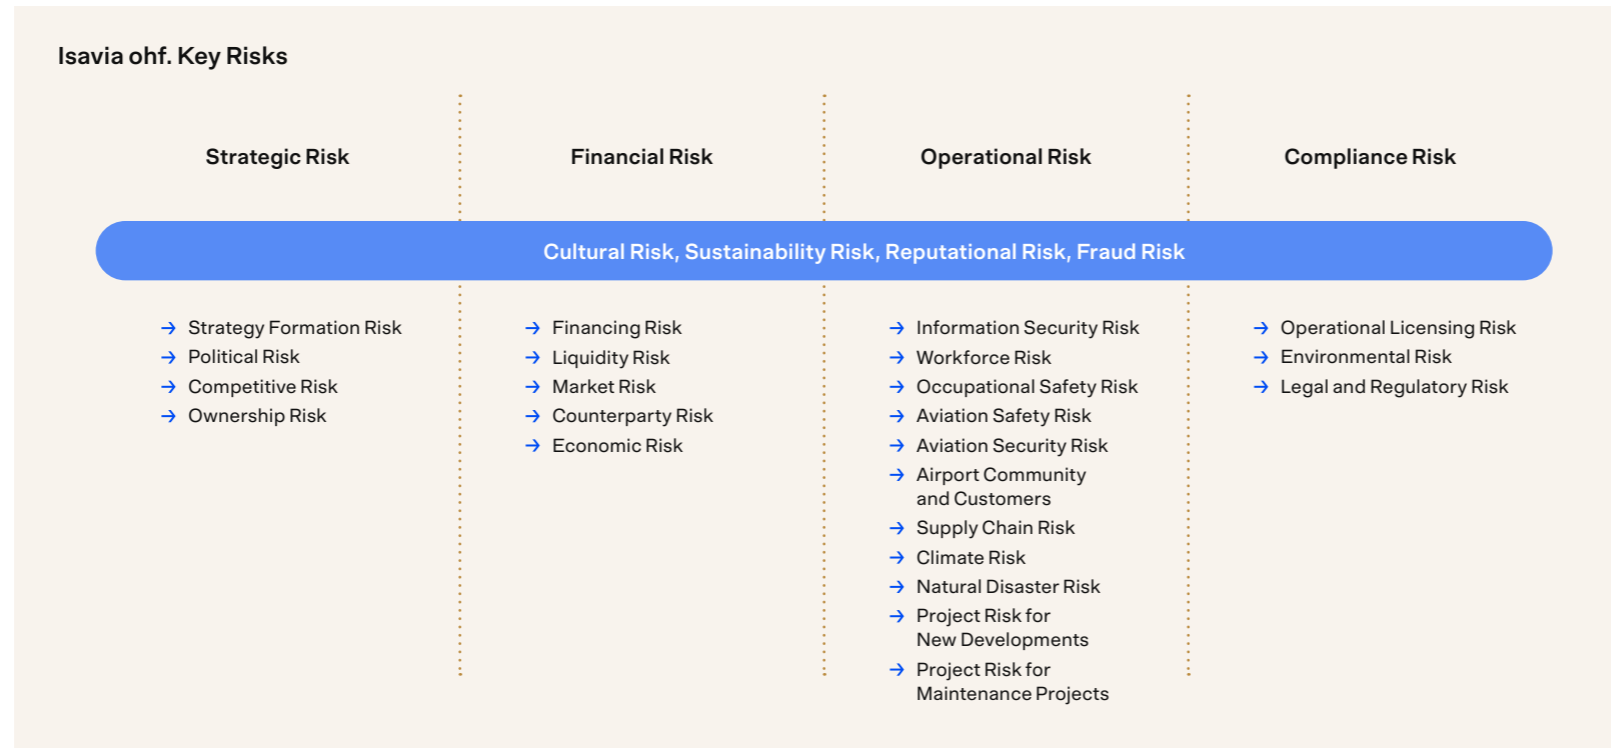 Isavia ohf. Key Risks
Strategic Risk
Financial Risk
Operational Risk
Compliance Risk
Cultural Risk, Sustainability Risk, Reputational Risk, Fraud Risk
→ Strategy Formation Risk
→ Political Risk
→ Competitive Risk
→ Ownership Risk
→ Financing Risk
→ Liquidity Risk
→ Market Risk
→ Counterparty Risk
→ Economic Risk
→ Information Security Risk
→ Workforce Risk
→ Occupational Safety Risk
→ Aviation Safety Risk
→ Aviation Security Risk
→ Airport Community
and Customers
→ Supply Chain Risk
→ Climate Risk
→ Natural Disaster Risk
→ Project Risk for
New Developments
→ Project Risk for
Maintenance Projects
→ Operational Licensing Risk
→ Environmental Risk
→ Legal and Regulatory Risk